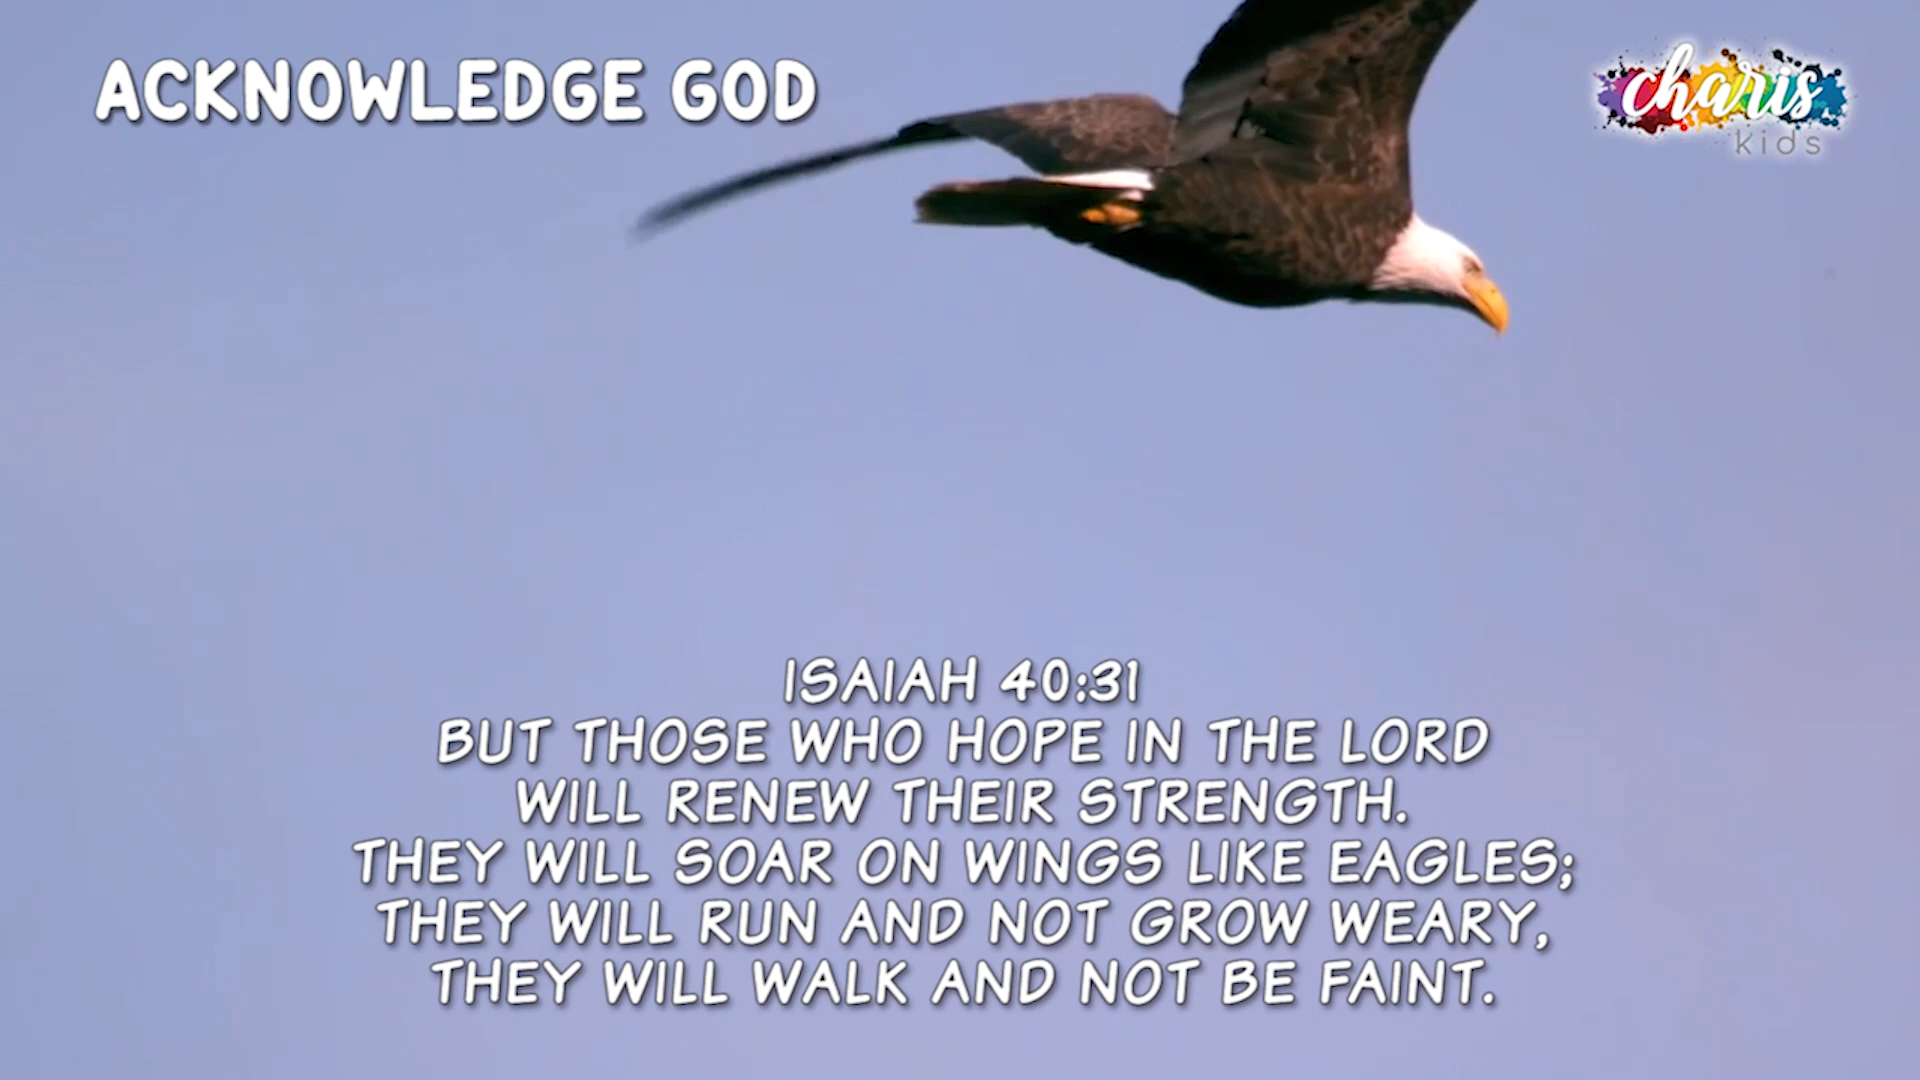 ACKNOWLEDGE GOD
charis
kids
ISAIAH 40:31
BUT THOSE WHO HOPE IN THE LORD
WILL RENEW THEIR STRENGTH.
THEY WILL SOAR ON WINGS LIKE EAGLES;
THEY WILL RUN AND NOT GROW WEARY,
THEY WILL WALK AND NOT BE FAINT.